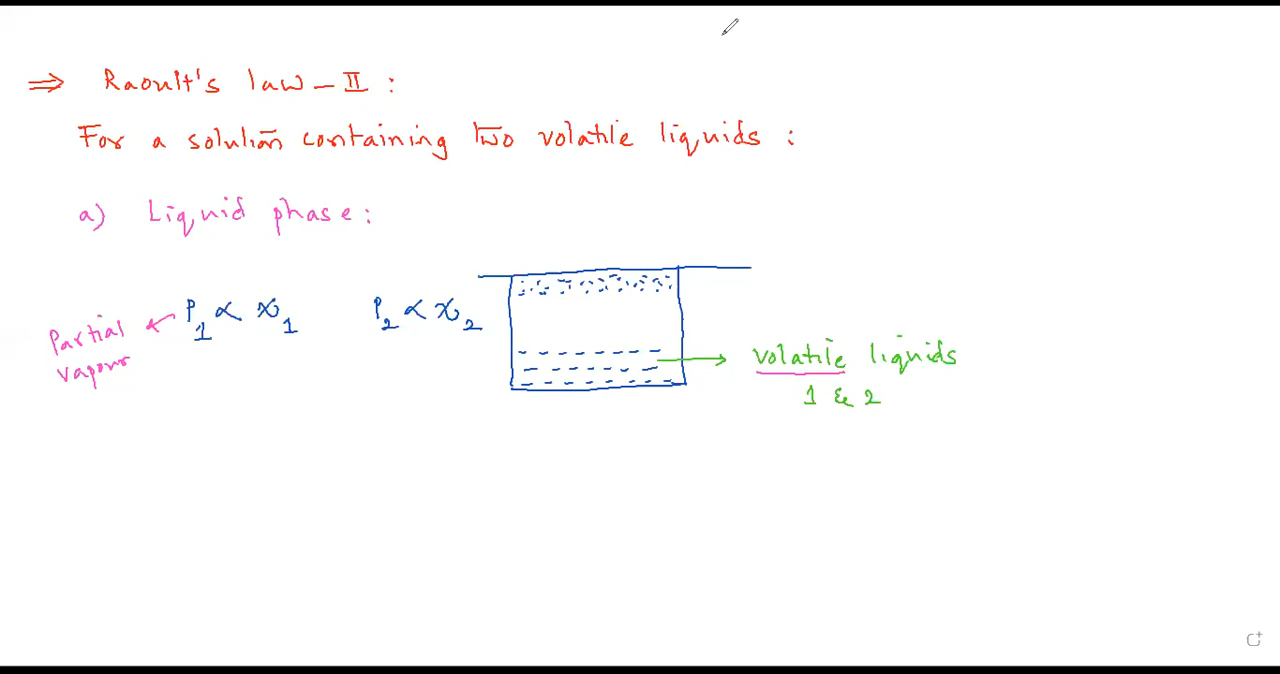 ⇒ Raoult's law - II :
For a solution containing two volatile liquids :
a) Liquid phase :
Partial vapour ← P₁ ∝ x₁ P₂ ∝ x₂
→ volatile liquids
1 & 2